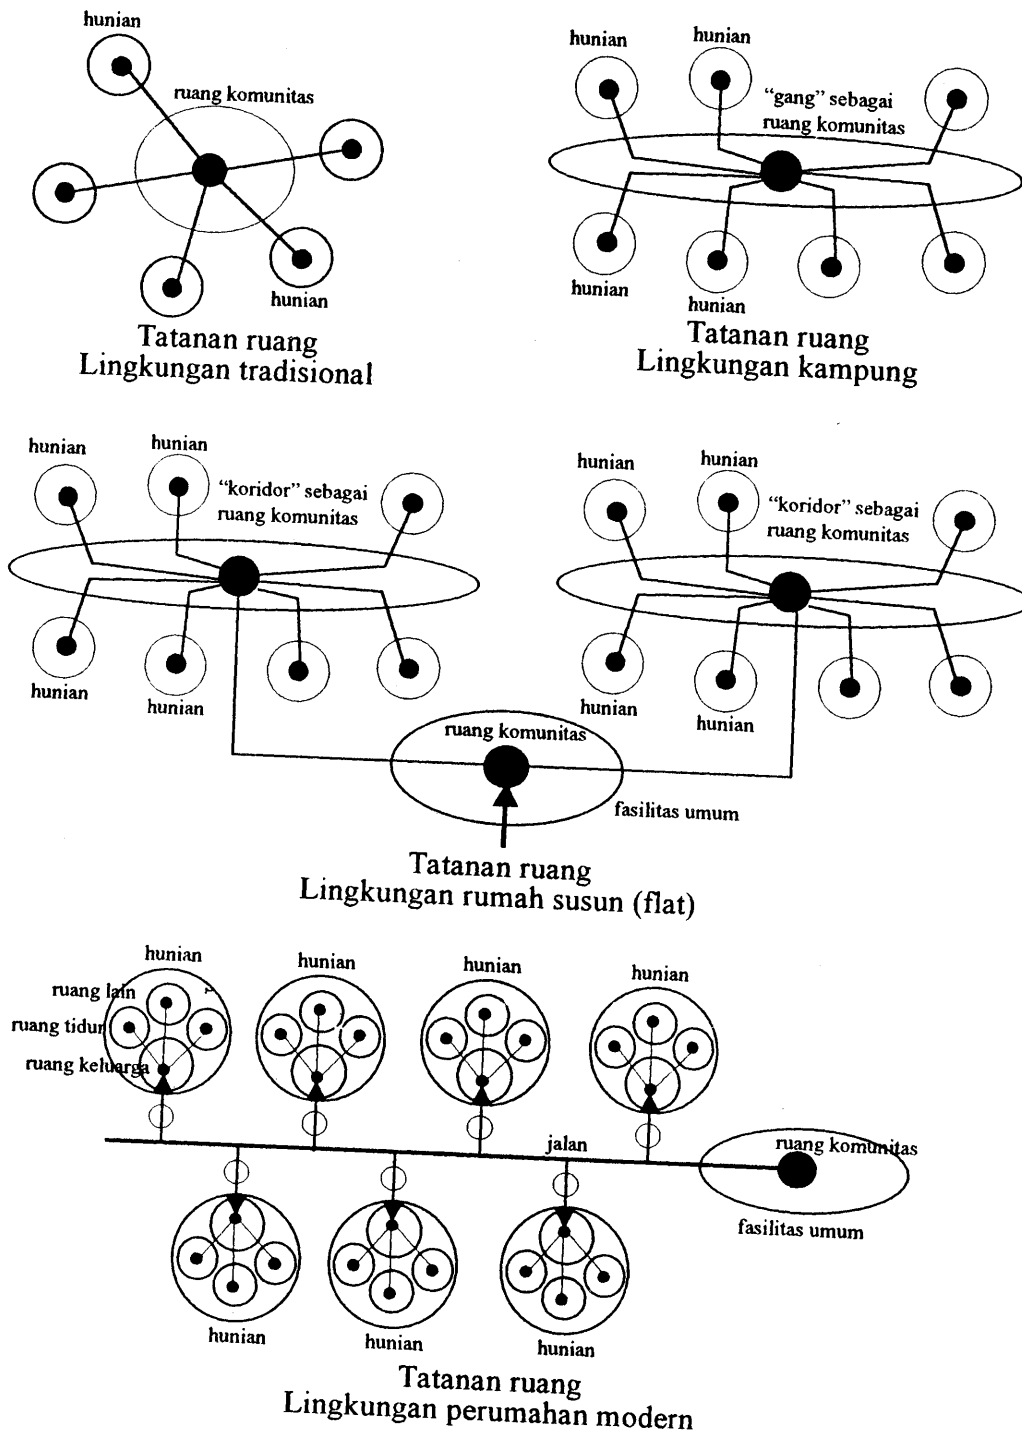 hunian
ruang komunitas
hunian
Tatanan ruang
Lingkungan tradisional
hunian
hunian
“gang” sebagai
ruang komunitas
hunian
hunian
Tatanan ruang
Lingkungan kampung
hunian
hunian
“koridor” sebagai
ruang komunitas
hunian
hunian
hunian
hunian
“koridor” sebagai
ruang komunitas
hunian
hunian
ruang komunitas
fasilitas umum
Tatanan ruang
Lingkungan rumah susun (flat)
hunian
hunian
hunian
hunian
ruang lain
ruang tidur
ruang keluarga
jalan
ruang komunitas
fasilitas umum
hunian
hunian
hunian
Tatanan ruang
Lingkungan perumahan modern